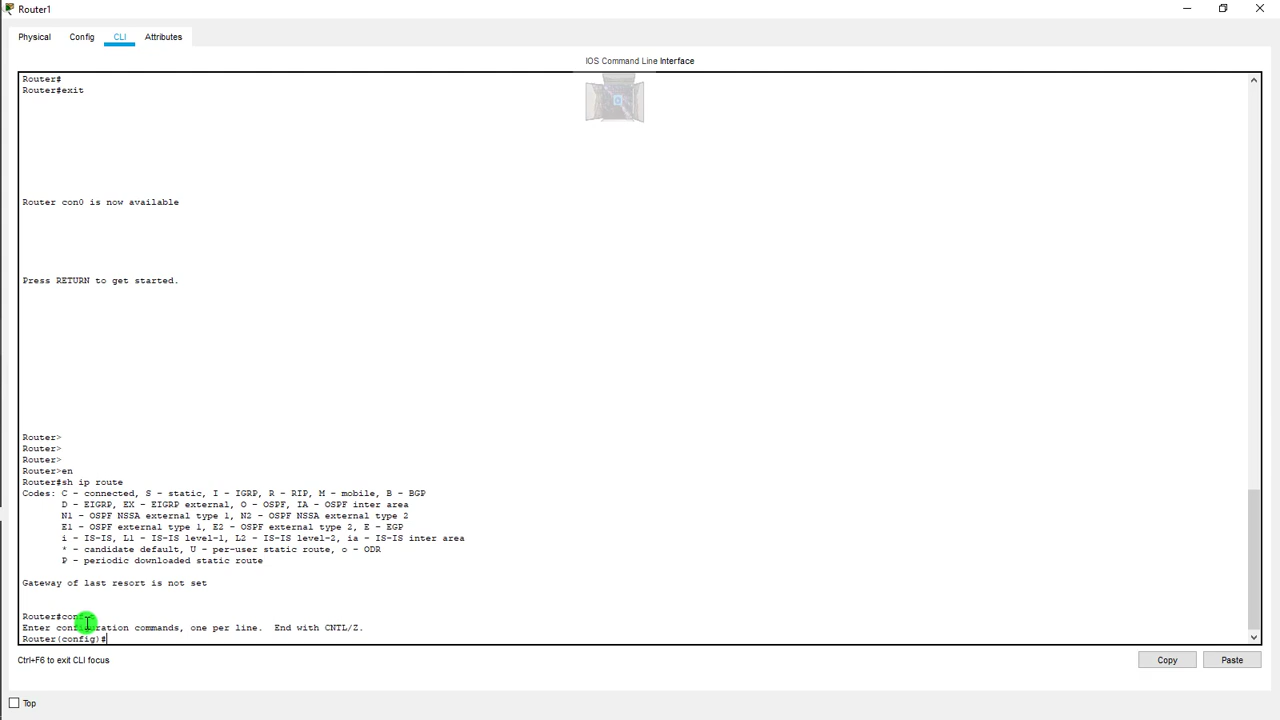 Router1
Physical Config CLI Attributes
IOS Command Line Interface
Router#
Router#exit
Router con0 is now available
Press RETURN to get started.
Router>
Router>
Router>
Router>en
Router#sh ip route
Codes: C - connected, S - static, I - IGRP, R - RIP, M - mobile, B - BGP
D - EIGRP, EX - EIGRP external, O - OSPF, IA - OSPF inter area
N1 - OSPF NSSA external type 1, N2 - OSPF NSSA external type 2
E1 - OSPF external type 1, E2 - OSPF external type 2, E - EGP
i - IS-IS, L1 - IS-IS level-1, L2 - IS-IS level-2, ia - IS-IS inter area
* - candidate default, U - per-user static route, o - ODR
P - periodic downloaded static route
Gateway of last resort is not set
Enter configuration commands, one per line. End with CNTL/Z.
Router(config)#
Ctrl+F6 to exit CLI focus
Copy Paste
Top